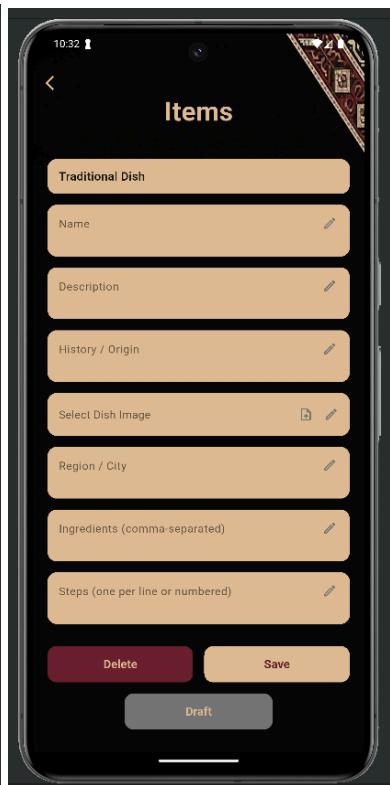 10:32
Items
Traditional Dish
Name
Description
History / Origin
Select Dish Image
Region / City
Ingredients (comma-separated)
Steps (one per line or numbered)
Delete
Save
Draft